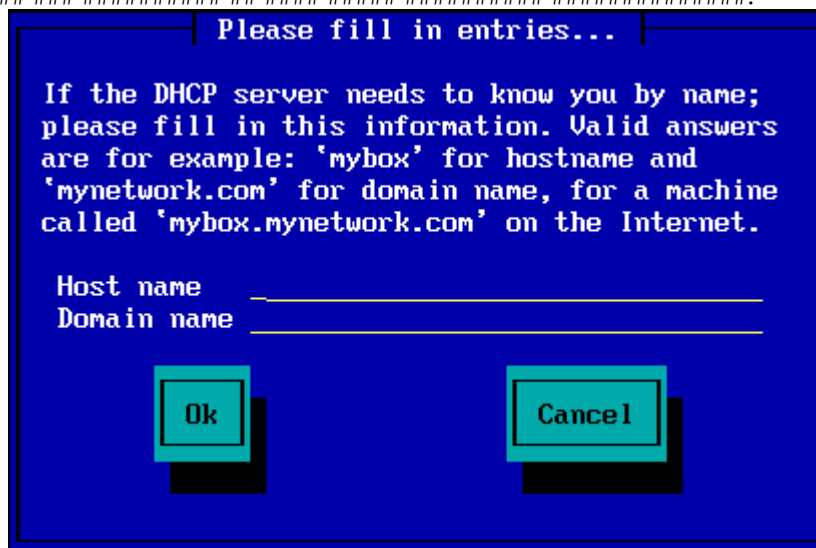 Please fill in entries...
If the DHCP server needs to know you by name;
please fill in this information. Valid answers
are for example: `mybox' for hostname and
`mynetwork.com' for domain name, for a machine
called `mybox.mynetwork.com' on the Internet.
Host name
Domain name
Ok
Cancel